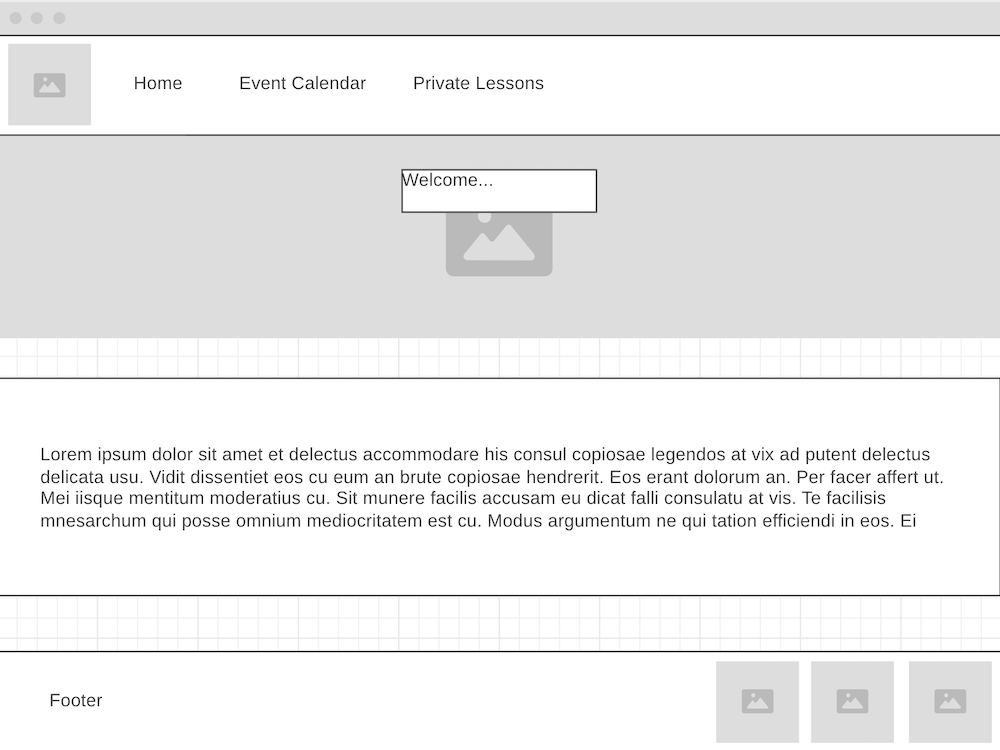 Home
Event Calendar
Private Lessons
Welcome...
Lorem ipsum dolor sit amet et delectus accommodare his consul copiosae legendos at vix ad putent delectus
delicata usu. Vidit dissentiet eos cu eum an brute copiosae hendrerit. Eos erant dolorum an. Per facer affert ut.
Mei iisque mentitum moderatius cu. Sit munere facilis accusam eu dicat falli consulatu at vis. Te facilisis
mnesarchum qui posse omnium mediocritatem est cu. Modus argumentum ne qui tation efficiendi in eos. Ei
Footer